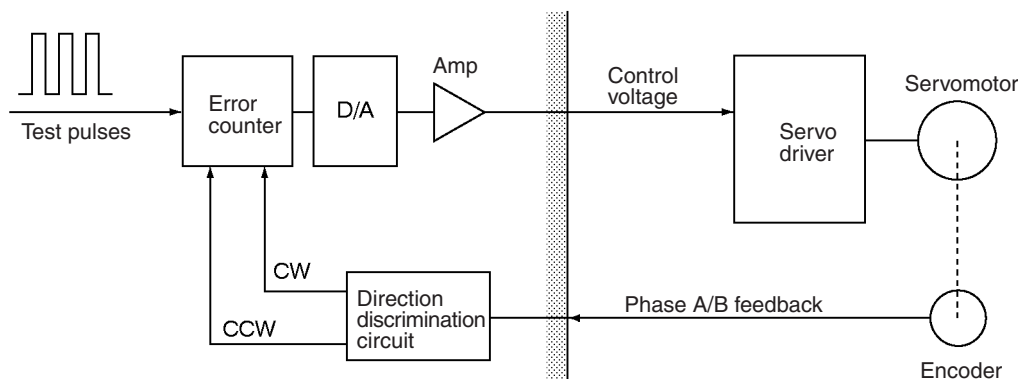 Test pulses
Error
counter
D/A
Amp
Control
voltage
Servo
driver
Servomotor
CW
CCW
Direction
discrimination
circuit
Phase A/B feedback
Encoder